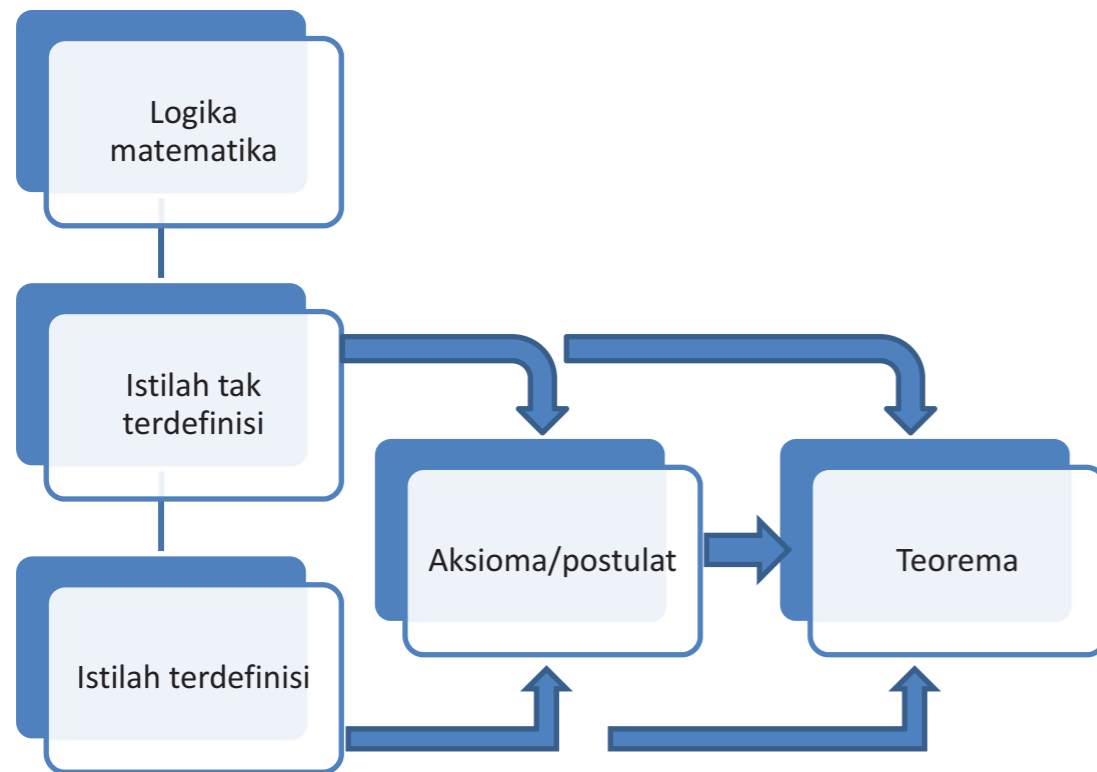 Logika
matematika
Istilah tak
terdefinisi
Istilah terdefinisi
Aksioma/postulat
Teorema